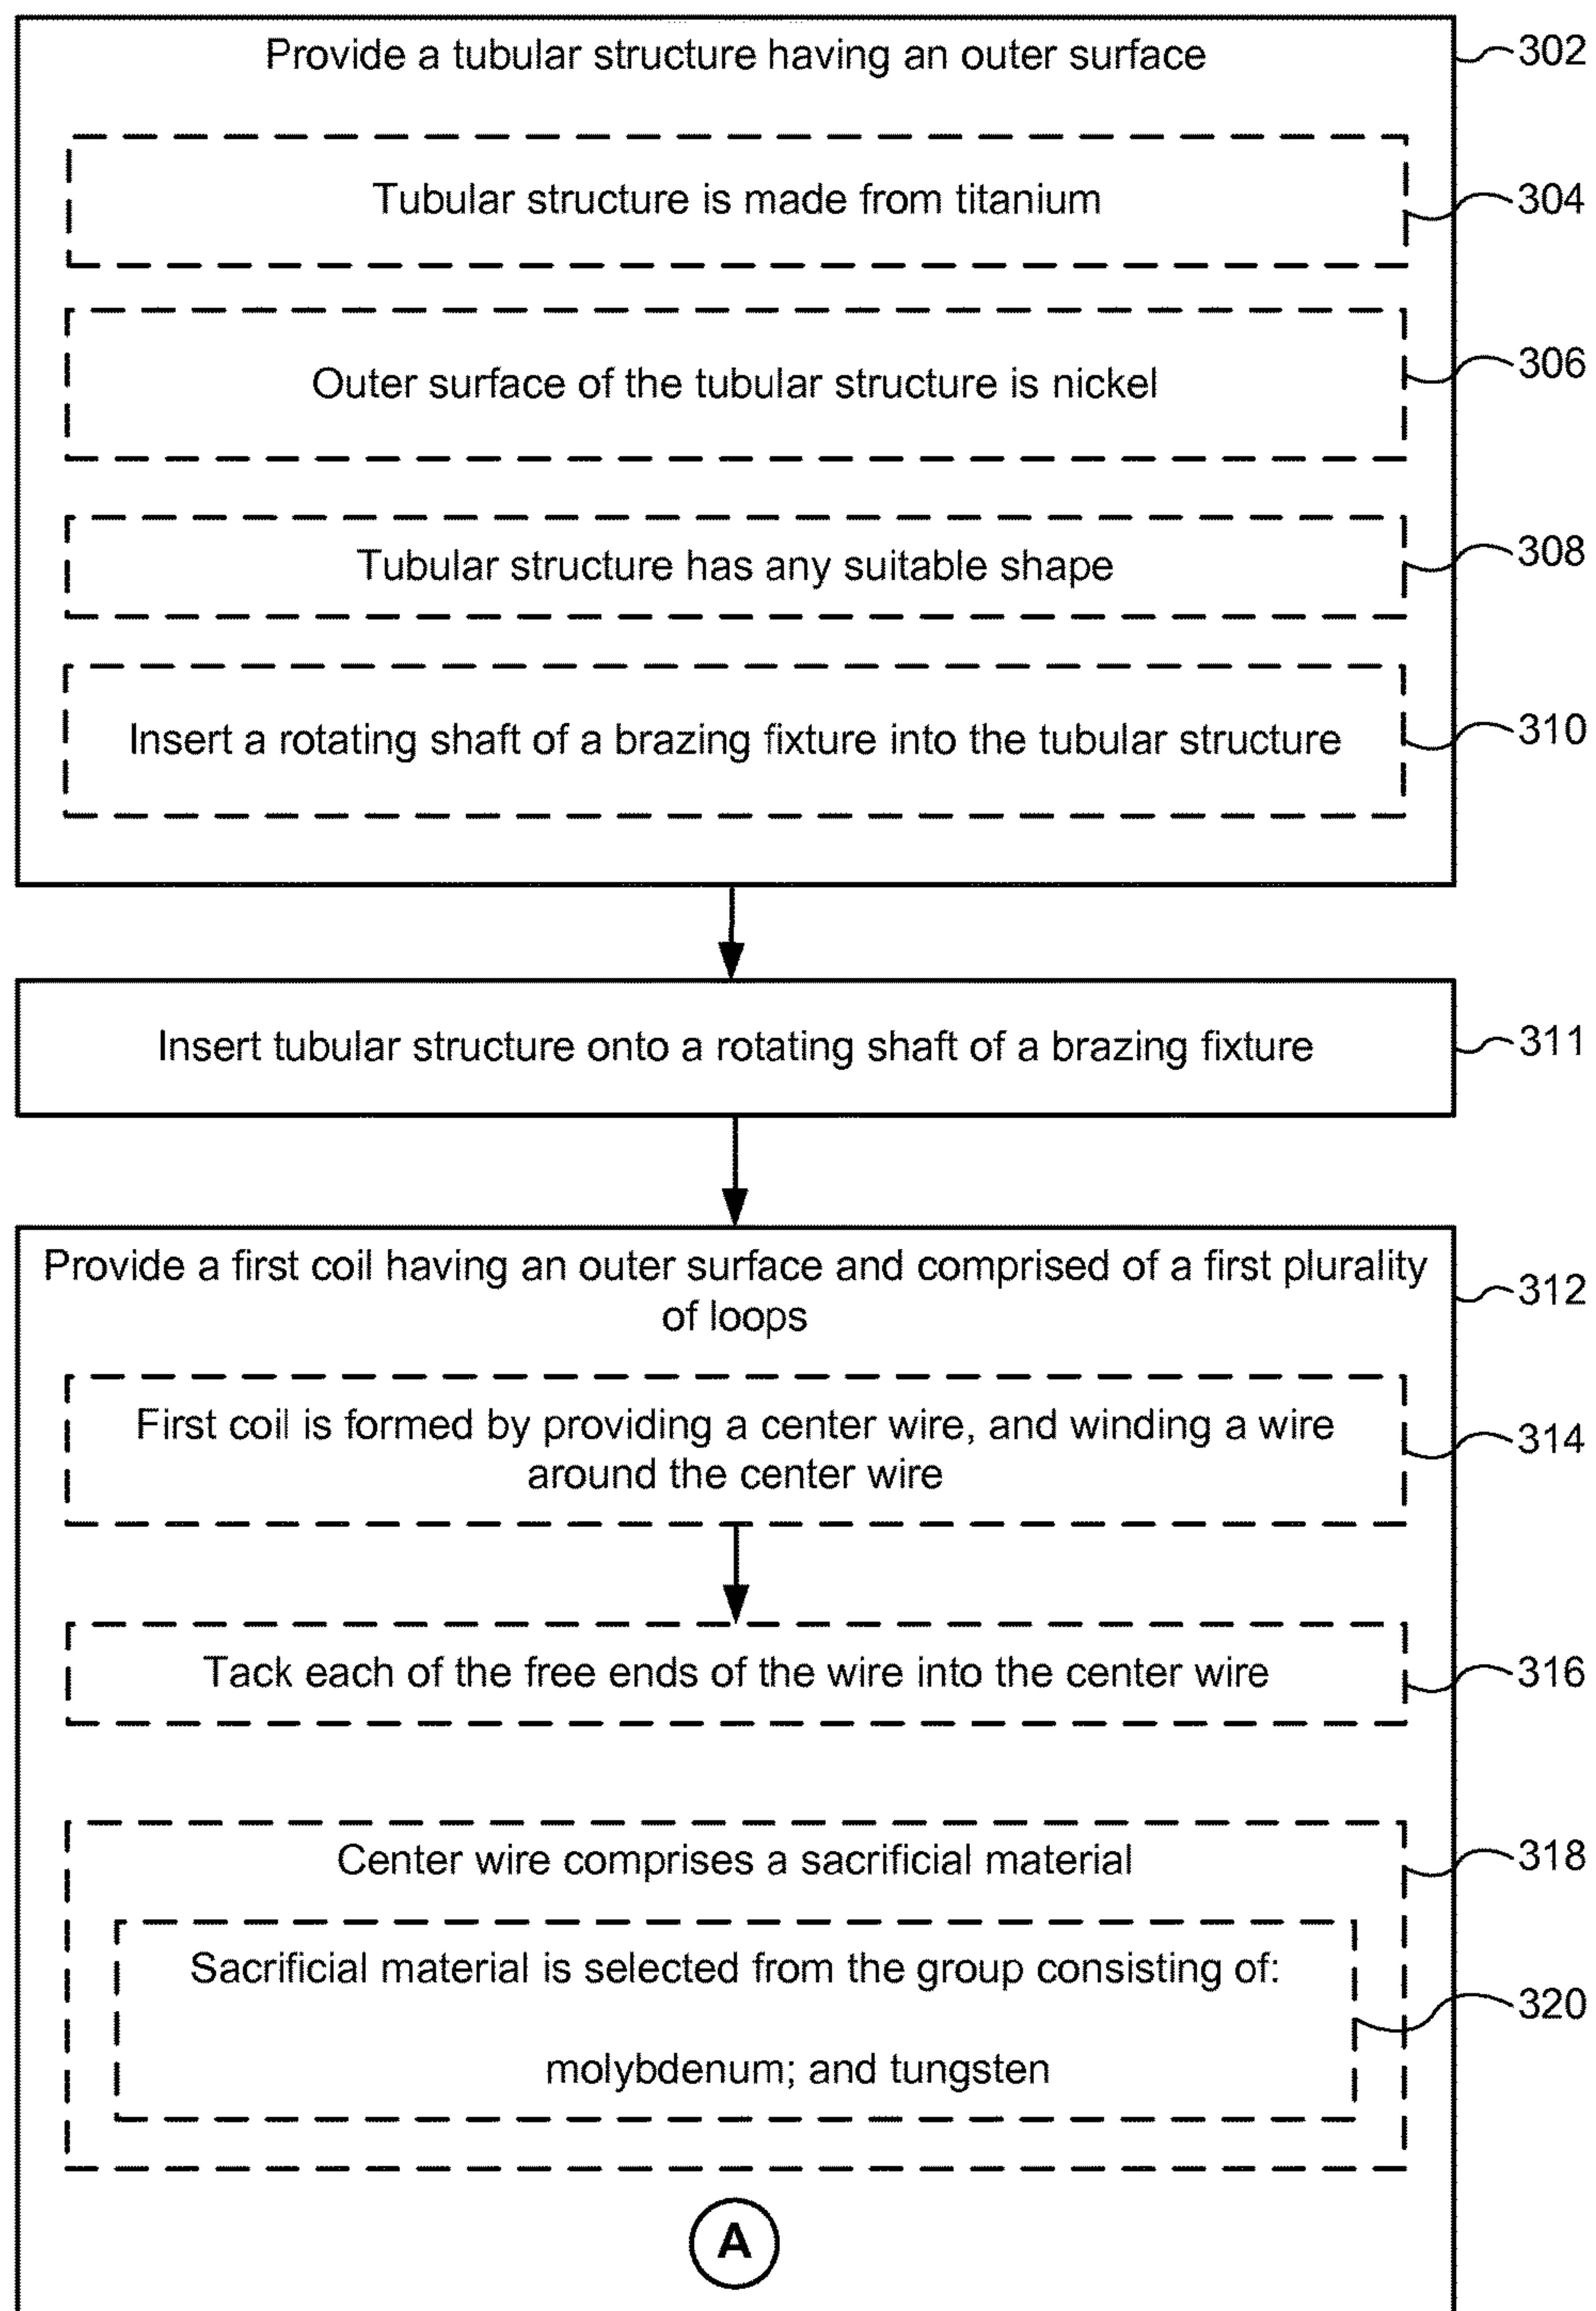 Provide a tubular structure having an outer surface
302
Tubular structure is made from titanium
304
Outer surface of the tubular structure is nickel
306
Tubular structure has any suitable shape
308
Insert a rotating shaft of a brazing fixture into the tubular structure
310
Insert tubular structure onto a rotating shaft of a brazing fixture
311
Provide a first coil having an outer surface and comprised of a first plurality
of loops
312
First coil is formed by providing a center wire, and winding a wire
around the center wire
314
Tack each of the free ends of the wire into the center wire
316
Center wire comprises a sacrificial material
318
Sacrificial material is selected from the group consisting of:
320
molybdenum; and tungsten
A